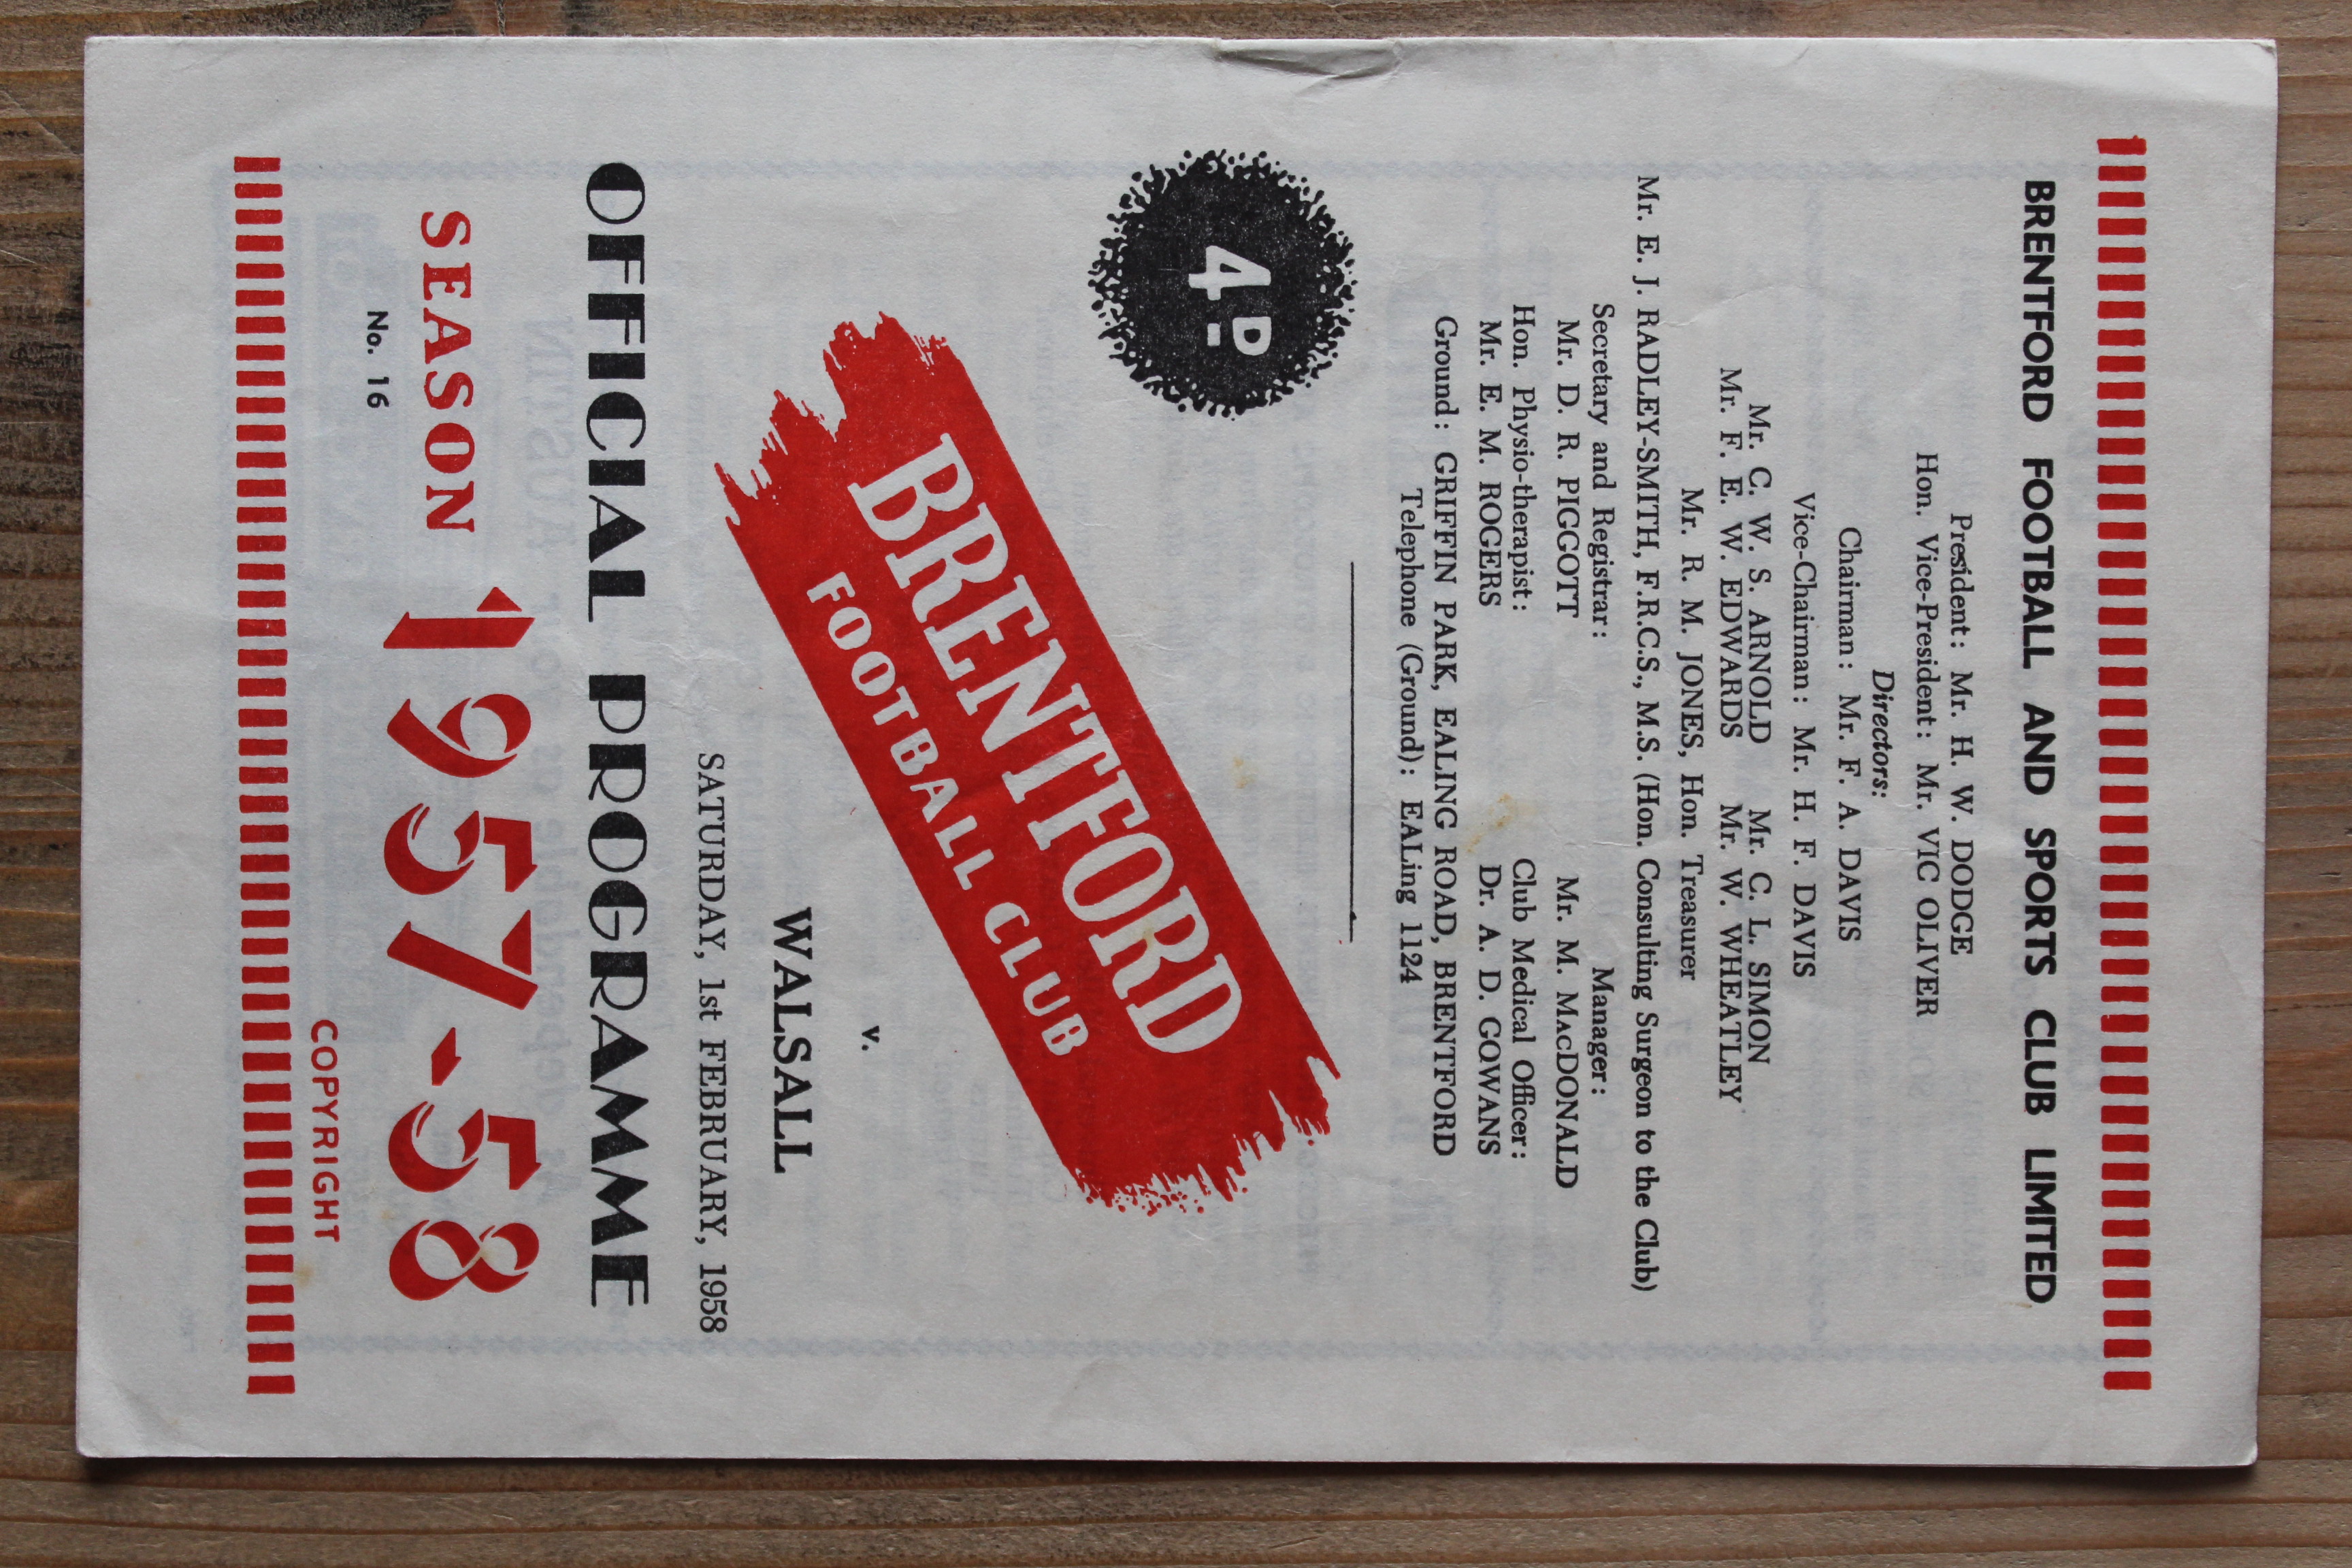 BRENTFORD FOOTBALL AND SPORTS CLUB LIMITED
President: Mr. H. W. DODGE
Hon. Vice-President: Mr. VIC OLIVER
Directors:
Chairman: Mr. F. A. DAVIS
Vice-Chairman: Mr. H. F. DAVIS
Mr. C. W. S. ARNOLD Mr. C. L. SIMON
Mr. F. E. W. EDWARDS Mr. W. WHEATLEY
Mr. R. M. JONES, Hon. Treasurer
Mr. E. J. RADLEY-SMITH, F.R.C.S., M.S. (Hon. Consulting Surgeon to the Club)
Secretary and Registrar: Manager:
Mr. D. R. PIGGOTT Mr. M. MacDONALD
Hon. Physio-therapist: Club Medical Officer:
Mr. E. M. ROGERS Dr. A. D. GOWANS
Ground: GRIFFIN PARK, EALING ROAD, BRENTFORD
Telephone (Ground): EALing 1124
4D
BRENTFORD
FOOTBALL CLUB
v.
WALSALL
SATURDAY, 1st FEBRUARY, 1958
OFFICIAL PROGRAMME
SEASON 1957-58
No. 16
COPYRIGHT